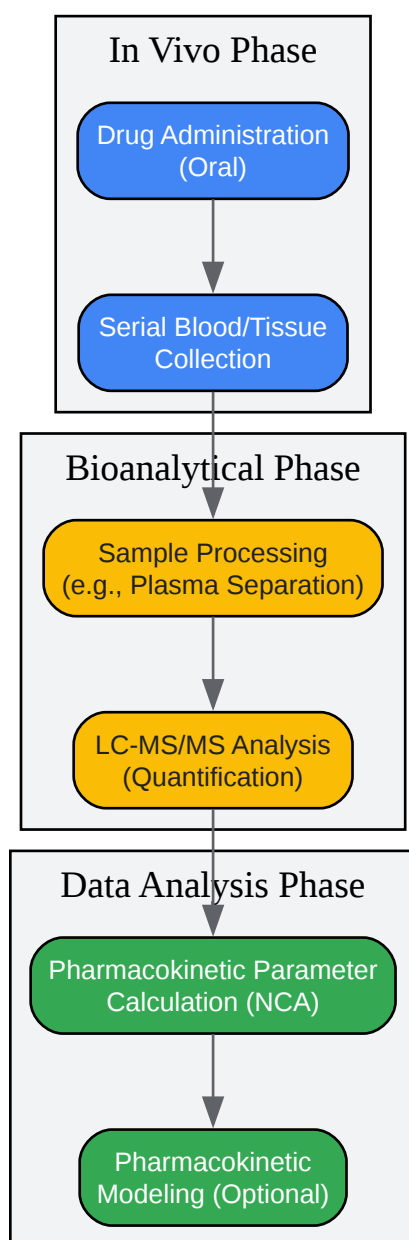 In Vivo Phase
Drug Administration
(Oral)
Serial Blood/Tissue
Collection
Bioanalytical Phase
Sample Processing
(e.g., Plasma Separation)
LC-MS/MS Analysis
(Quantification)
Data Analysis Phase
Pharmacokinetic Parameter
Calculation (NCA)
Pharmacokinetic
Modeling (Optional)